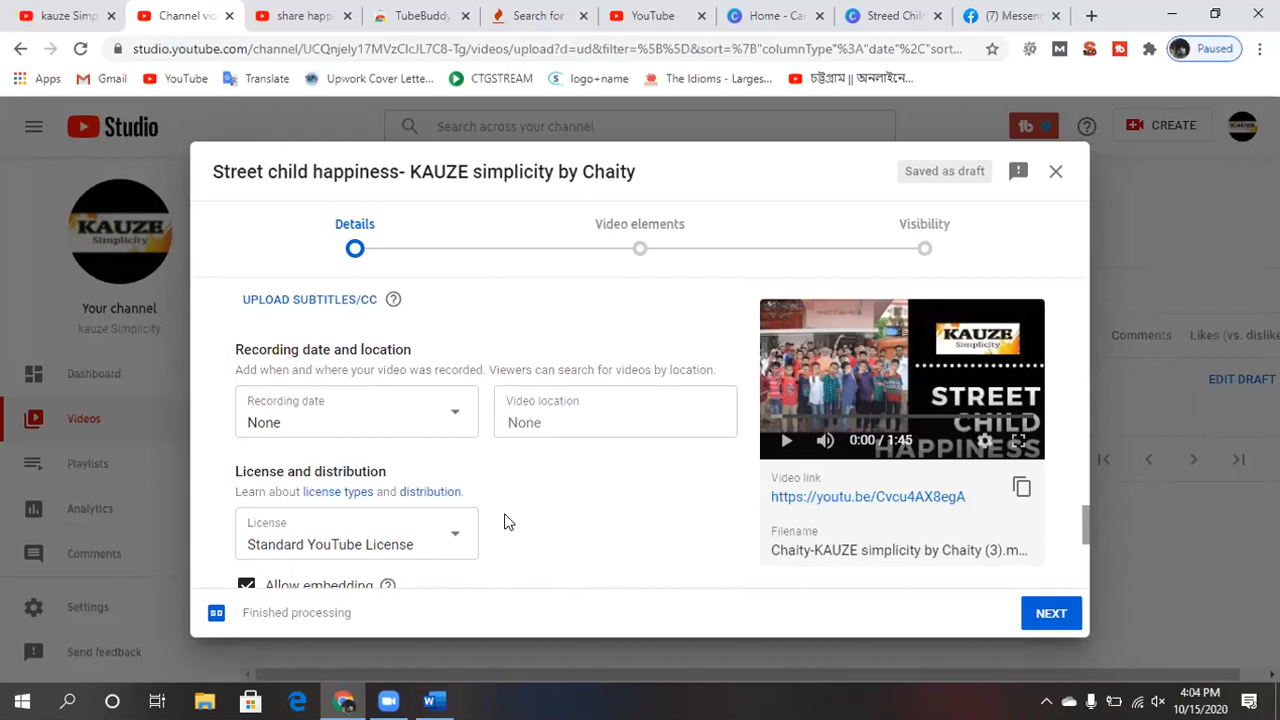 kauze Simp
Channel vi
share happ
TubeBuddy
Search for
YouTube
Home - Ca
Streed Chil
(7) Messen
studio.youtube.com/channel/UCQnjely17MVzClcJL7C8-Tg/videos/upload?d=ud&filter=%5B%5D&sort=%7B"columnType"%3A"date"%2C"sort...
Paused
Apps
Gmail
YouTube
Translate
Upwork Cover Lette...
CTGSTREAM
logo+name
The Idioms - Larges...
চট্টগ্রাম || অনলাইনে...
Studio
Search across your channel
CREATE
Street child happiness- KAUZE simplicity by Chaity
Saved as draft
Details
Video elements
Visibility
KAUZE
Simplicity
Your channel
kauze Simplicity
Dashboard
Videos
Playlists
Analytics
Comments
Settings
Send feedback
UPLOAD SUBTITLES/CC
Recording date and location
Add when and where your video was recorded. Viewers can search for videos by location.
Recording date
None
Video location
None
License and distribution
Learn about license types and distribution.
License
Standard YouTube License
Allow embedding
KAUZE
Simplicity
STREET
CHILD
HAPPINESS
0:00 / 1:45
Video link
https://youtu.be/Cvcu4AX8egA
Filename
Chaity-KAUZE simplicity by Chaity (3).m...
Comments
Likes (vs. dislike
EDIT DRAFT
SD
Finished processing
NEXT
4:04 PM
10/15/2020